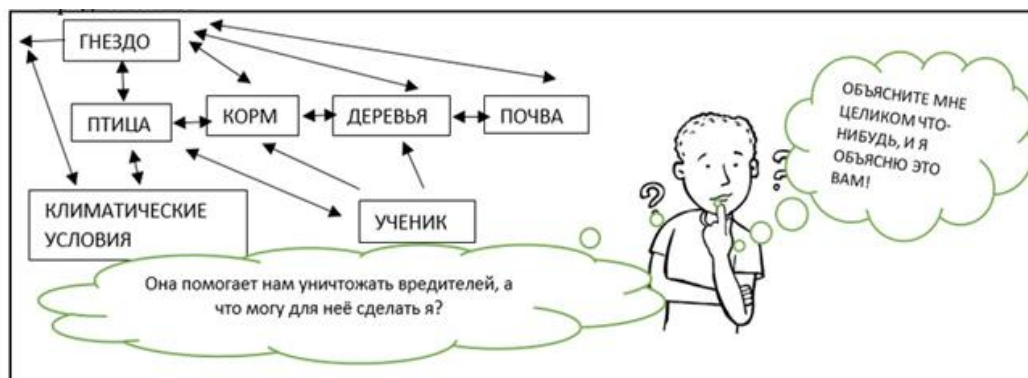 ГНЕЗДО
ПТИЦА
КОРМ
ДЕРЕВЬЯ
ПОЧВА
КЛИМАТИЧЕСКИЕ
УСЛОВИЯ
УЧЕНИК
Она помогает нам уничтожать вредителей, а
что могу для неё сделать я?
ОБЪЯСНИТЕ МНЕ
ЦЕЛИКОМ ЧТО-
НИБУДЬ, И Я
ОБЪЯСНЮ ЭТО
ВАМ!
? ? ?